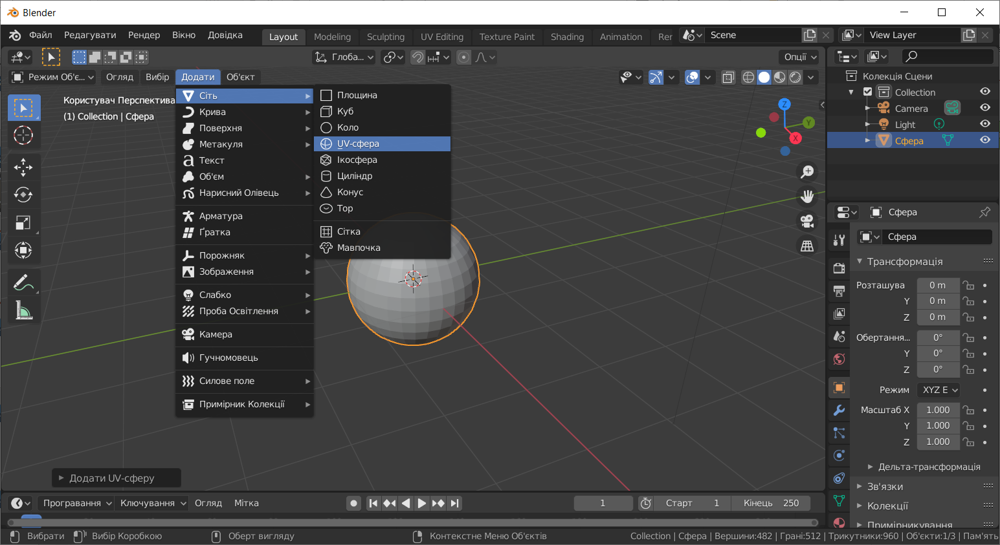 Blender
Файл Редагувати Рендер Вікно Довідка Layout Modeling Sculpting UV Editing Texture Paint Shading Animation Scene View Layer
Глоба... Опції
Режим Об'є... Огляд Вибір Додати Об'єкт
Користувач Перспектива
(1) Collection | Сфера
Сіть
Крива
Поверхня
Метакуля
Текст
Об'єм
Нарисний Олівець
Арматура
Ґратка
Порожняк
Зображення
Слабко
Проба Освітлення
Камера
Гучномовець
Силове поле
Примірник Колекції
Площина
Куб
Коло
UV-сфера
Ікосфера
Циліндр
Конус
Тор
Сітка
Мавпочка
Z
Y
X
Додати UV-сферу
Колекція Сцени
Collection
Camera
Light
Сфера
Сфера
Сфера
Трансформація
Розташува 0 m
Y 0 m
Z 0 m
Обертання... 0°
Y 0°
Z 0°
Режим XYZ E
Масштаб X 1.000
Y 1.000
Z 1.000
Дельта-трансформація
Зв'язки
Колекції
Примірникування
Програвання Ключування Огляд Мітка 1 Старт 1 Кінець 250
Вибрати Вибір Коробкою Оберт вигляду Контекстне Меню Об'єктів Collection | Сфера | Вершини:482 | Грані:512 | Трикутники:960 | Об'єкти:1/3 | Пам'ять